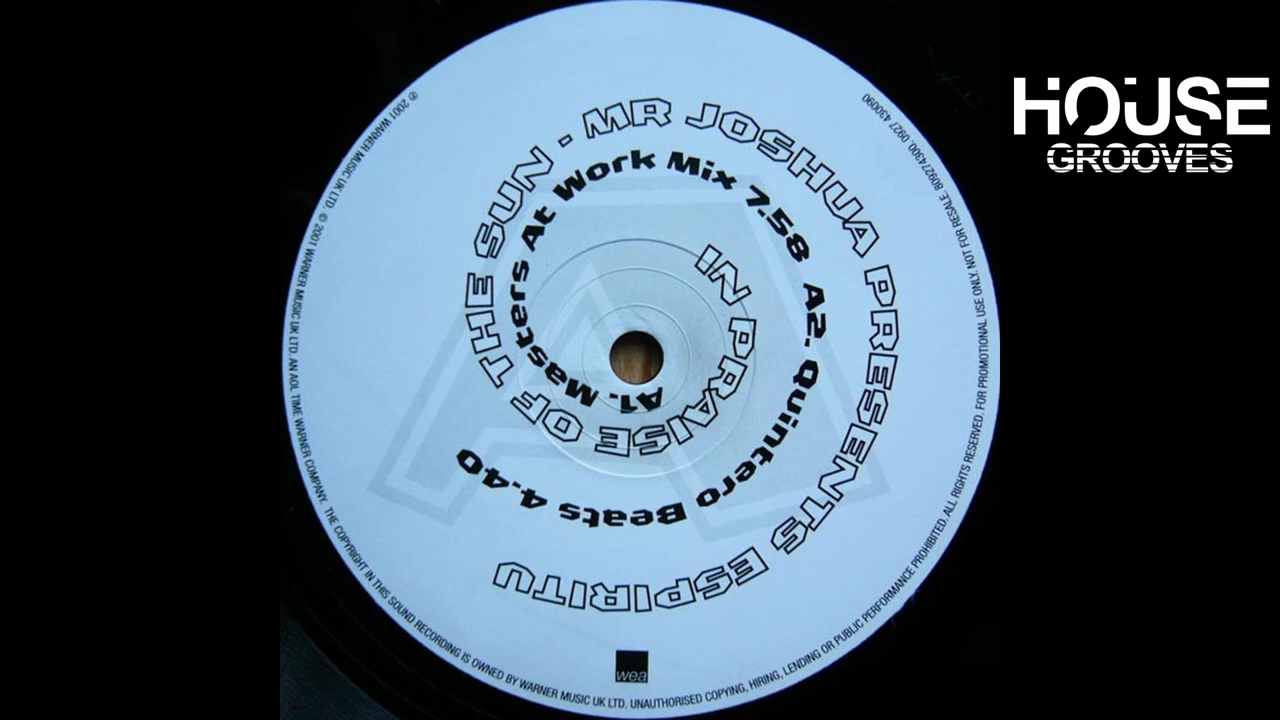 HOUSE
GROOVES
IN PRAISE OF THE SUN - MR JOSHUA PRESENTS ESPIRITU
A1. Masters At Work Mix 7.58 A2. Quintero Beats 4.40
℗ 2001 WARNER MUSIC UK LTD. © 2001 WARNER MUSIC UK LTD. AN AOL TIME WARNER COMPANY. THE COPYRIGHT IN THIS SOUND RECORDING IS OWNED BY WARNER MUSIC UK LTD. UNAUTHORISED COPYING, HIRING, LENDING OR PUBLIC PERFORMANCE PROHIBITED. ALL RIGHTS RESERVED. FOR PROMOTIONAL USE ONLY. NOT FOR RESALE. 809274300. 0927 430090
A
wea